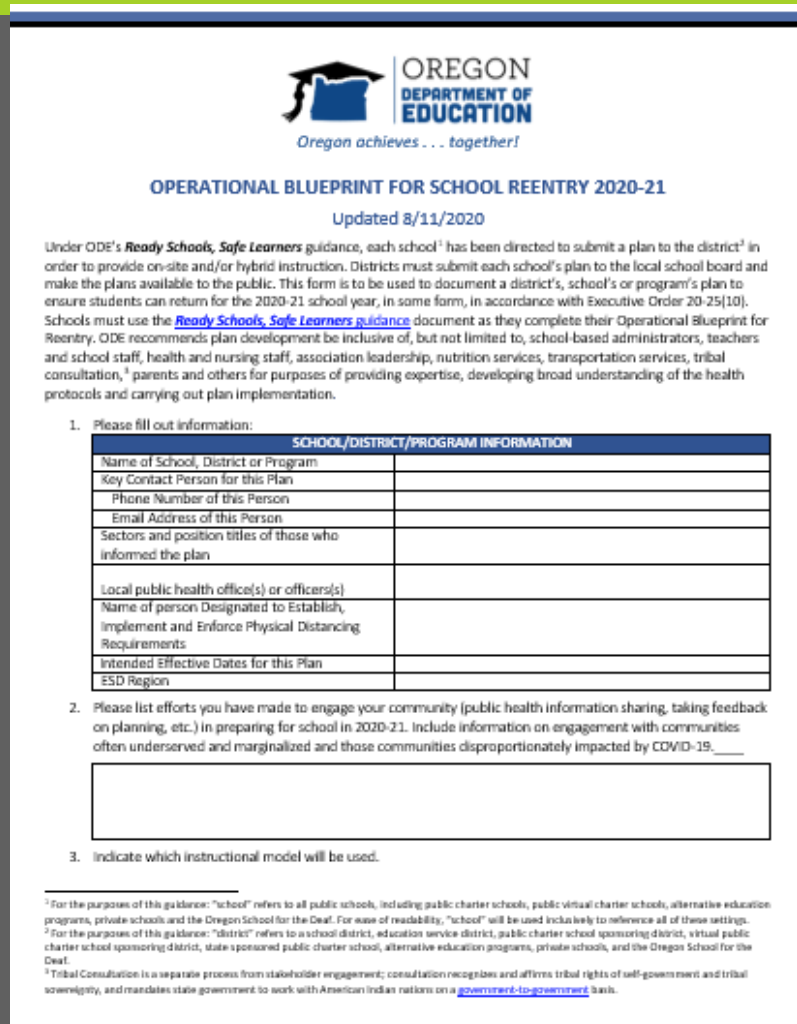 OREGON
DEPARTMENT OF
EDUCATION
Oregon achieves . . . together!
OPERATIONAL BLUEPRINT FOR SCHOOL REENTRY 2020-21
Updated 8/11/2020
Under ODE's Ready Schools, Safe Learners guidance, each school¹ has been directed to submit a plan to the district² in
order to provide on-site and/or hybrid instruction. Districts must submit each school's plan to the local school board and
make the plans available to the public. This form is to be used to document a district's, school's or program's plan to
ensure students can return for the 2020-21 school year, in some form, in accordance with Executive Order 20-25(10).
Schools must use the Ready Schools, Safe Learners guidance document as they complete their Operational Blueprint for
Reentry. ODE recommends plan development be inclusive of, but not limited to, school-based administrators, teachers
and school staff, health and nursing staff, association leadership, nutrition services, transportation services, tribal
consultation,³ parents and others for purposes of providing expertise, developing broad understanding of the health
protocols and carrying out plan implementation.
1. Please fill out information:
SCHOOL/DISTRICT/PROGRAM INFORMATION
Name of School, District or Program
Key Contact Person for this Plan
Phone Number of this Person
Email Address of this Person
Sectors and position titles of those who
informed the plan
Local public health office(s) or officers(s)
Name of person Designated to Establish,
Implement and Enforce Physical Distancing
Requirements
Intended Effective Dates for this Plan
ESD Region
2. Please list efforts you have made to engage your community (public health information sharing, taking feedback
on planning, etc.) in preparing for school in 2020-21. Include information on engagement with communities
often underserved and marginalized and those communities disproportionately impacted by COVID-19.____
3. Indicate which instructional model will be used.
¹ For the purposes of this guidance: "school" refers to all public schools, including public charter schools, public virtual charter schools, alternative education
programs, private schools and the Oregon School for the Deaf. For ease of readability, "school" will be used inclusively to reference all of these settings.
² For the purposes of this guidance: "district" refers to a school district, education service district, public charter school sponsoring district, virtual public
charter school sponsoring district, state sponsored public charter school, alternative education programs, private schools, and the Oregon School for the
Deaf.
³ Tribal Consultation is a separate process from stakeholder engagement; consultation recognizes and affirms tribal rights of self-government and tribal
sovereignty, and mandates state government to work with American Indian nations on a government-to-government basis.